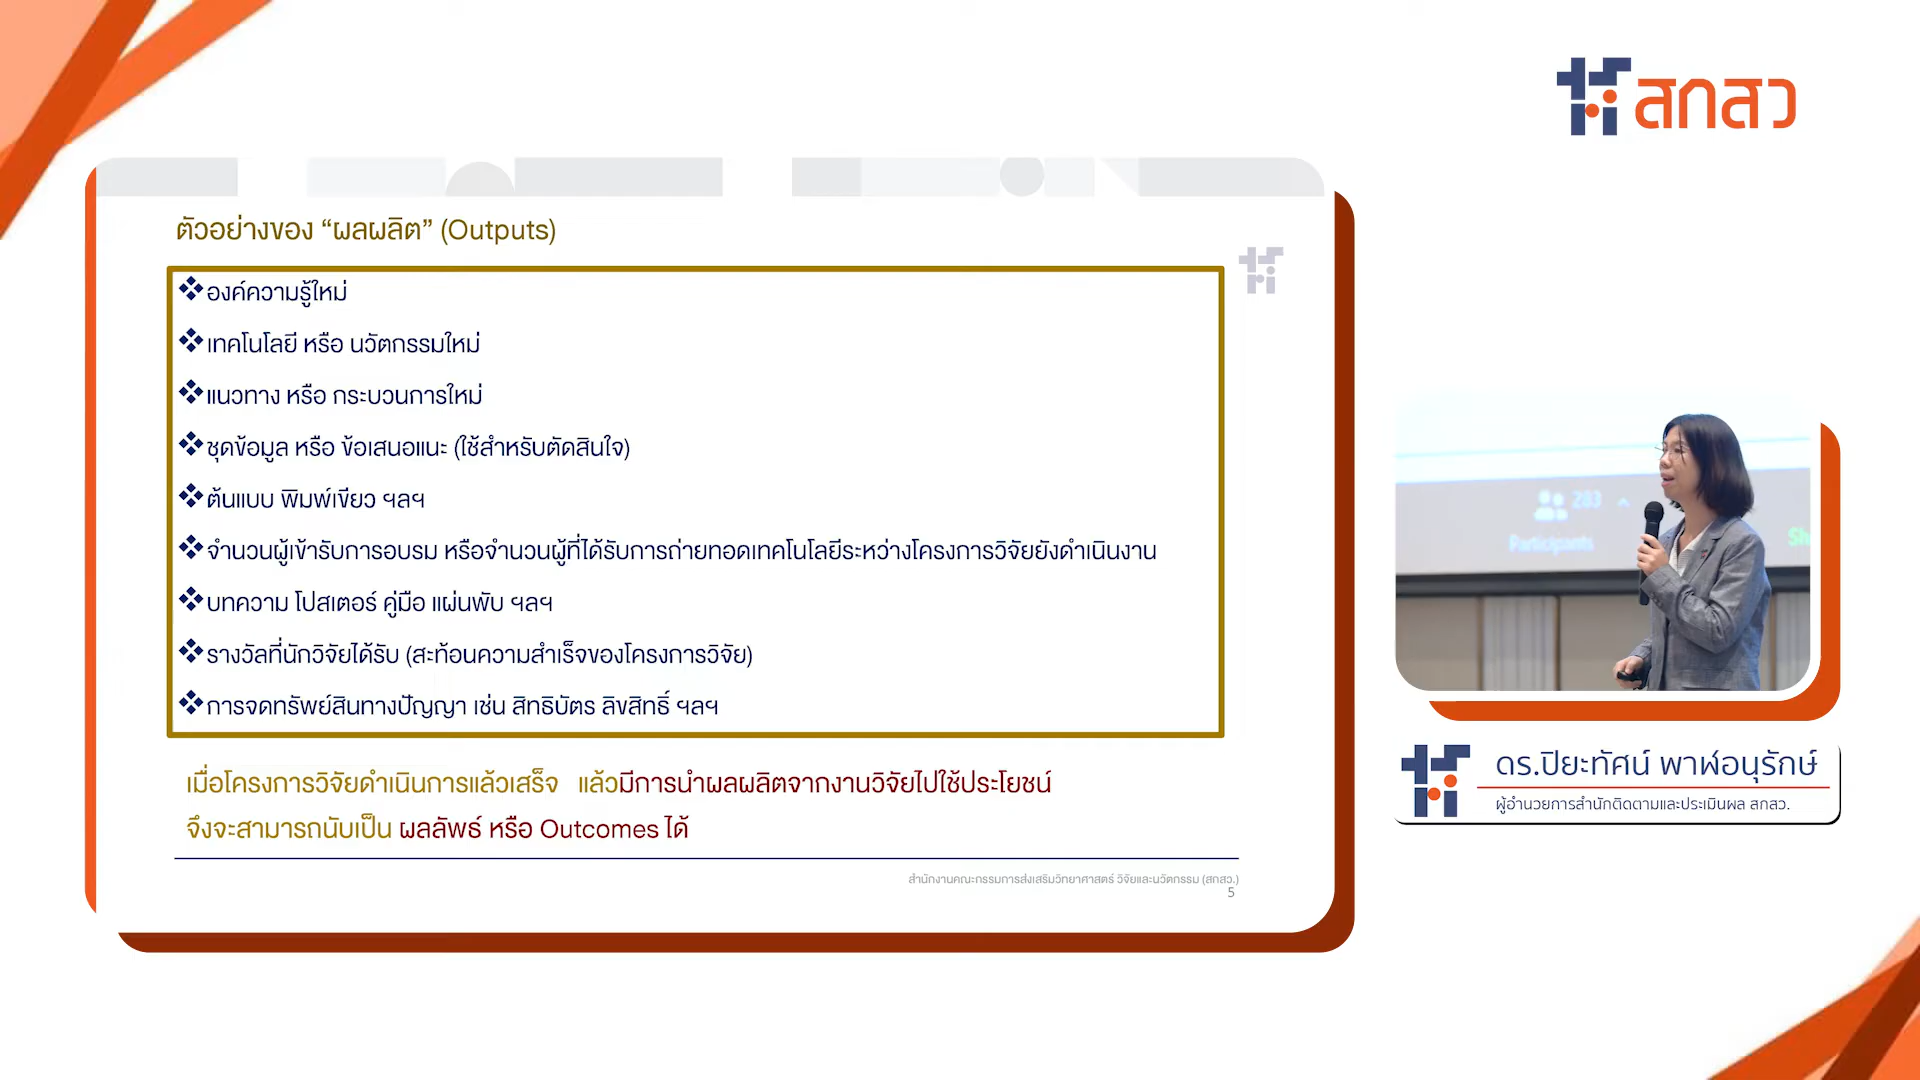 สกสว
ตัวอย่างของ “ผลผลิต” (Outputs)
องค์ความรู้ใหม่
เทคโนโลยี หรือ นวัตกรรมใหม่
แนวทาง หรือ กระบวนการใหม่
ชุดข้อมูล หรือ ข้อเสนอแนะ (ใช้สำหรับตัดสินใจ)
ต้นแบบ พิมพ์เขียว ฯลฯ
จำนวนผู้เข้ารับการอบรม หรือจำนวนผู้ที่ได้รับการถ่ายทอดเทคโนโลยีระหว่างโครงการวิจัยยังดำเนินงาน
บทความ โปสเตอร์ คู่มือ แผ่นพับ ฯลฯ
รางวัลที่นักวิจัยได้รับ (สะท้อนความสำเร็จของโครงการวิจัย)
การจดทรัพย์สินทางปัญญา เช่น สิทธิบัตร ลิขสิทธิ์ ฯลฯ
เมื่อโครงการวิจัยดำเนินการแล้วเสร็จ แล้วมีการนำผลผลิตจากงานวิจัยไปใช้ประโยชน์
จึงจะสามารถนับเป็น ผลลัพธ์ หรือ Outcomes ได้
สำนักงานคณะกรรมการส่งเสริมวิทยาศาสตร์ วิจัยและนวัตกรรม (สกสว.)
5
283
Participants
ดร.ปิยะทัศน์ พาฬอนุรักษ์
ผู้อำนวยการสำนักติดตามและประเมินผล สกสว.